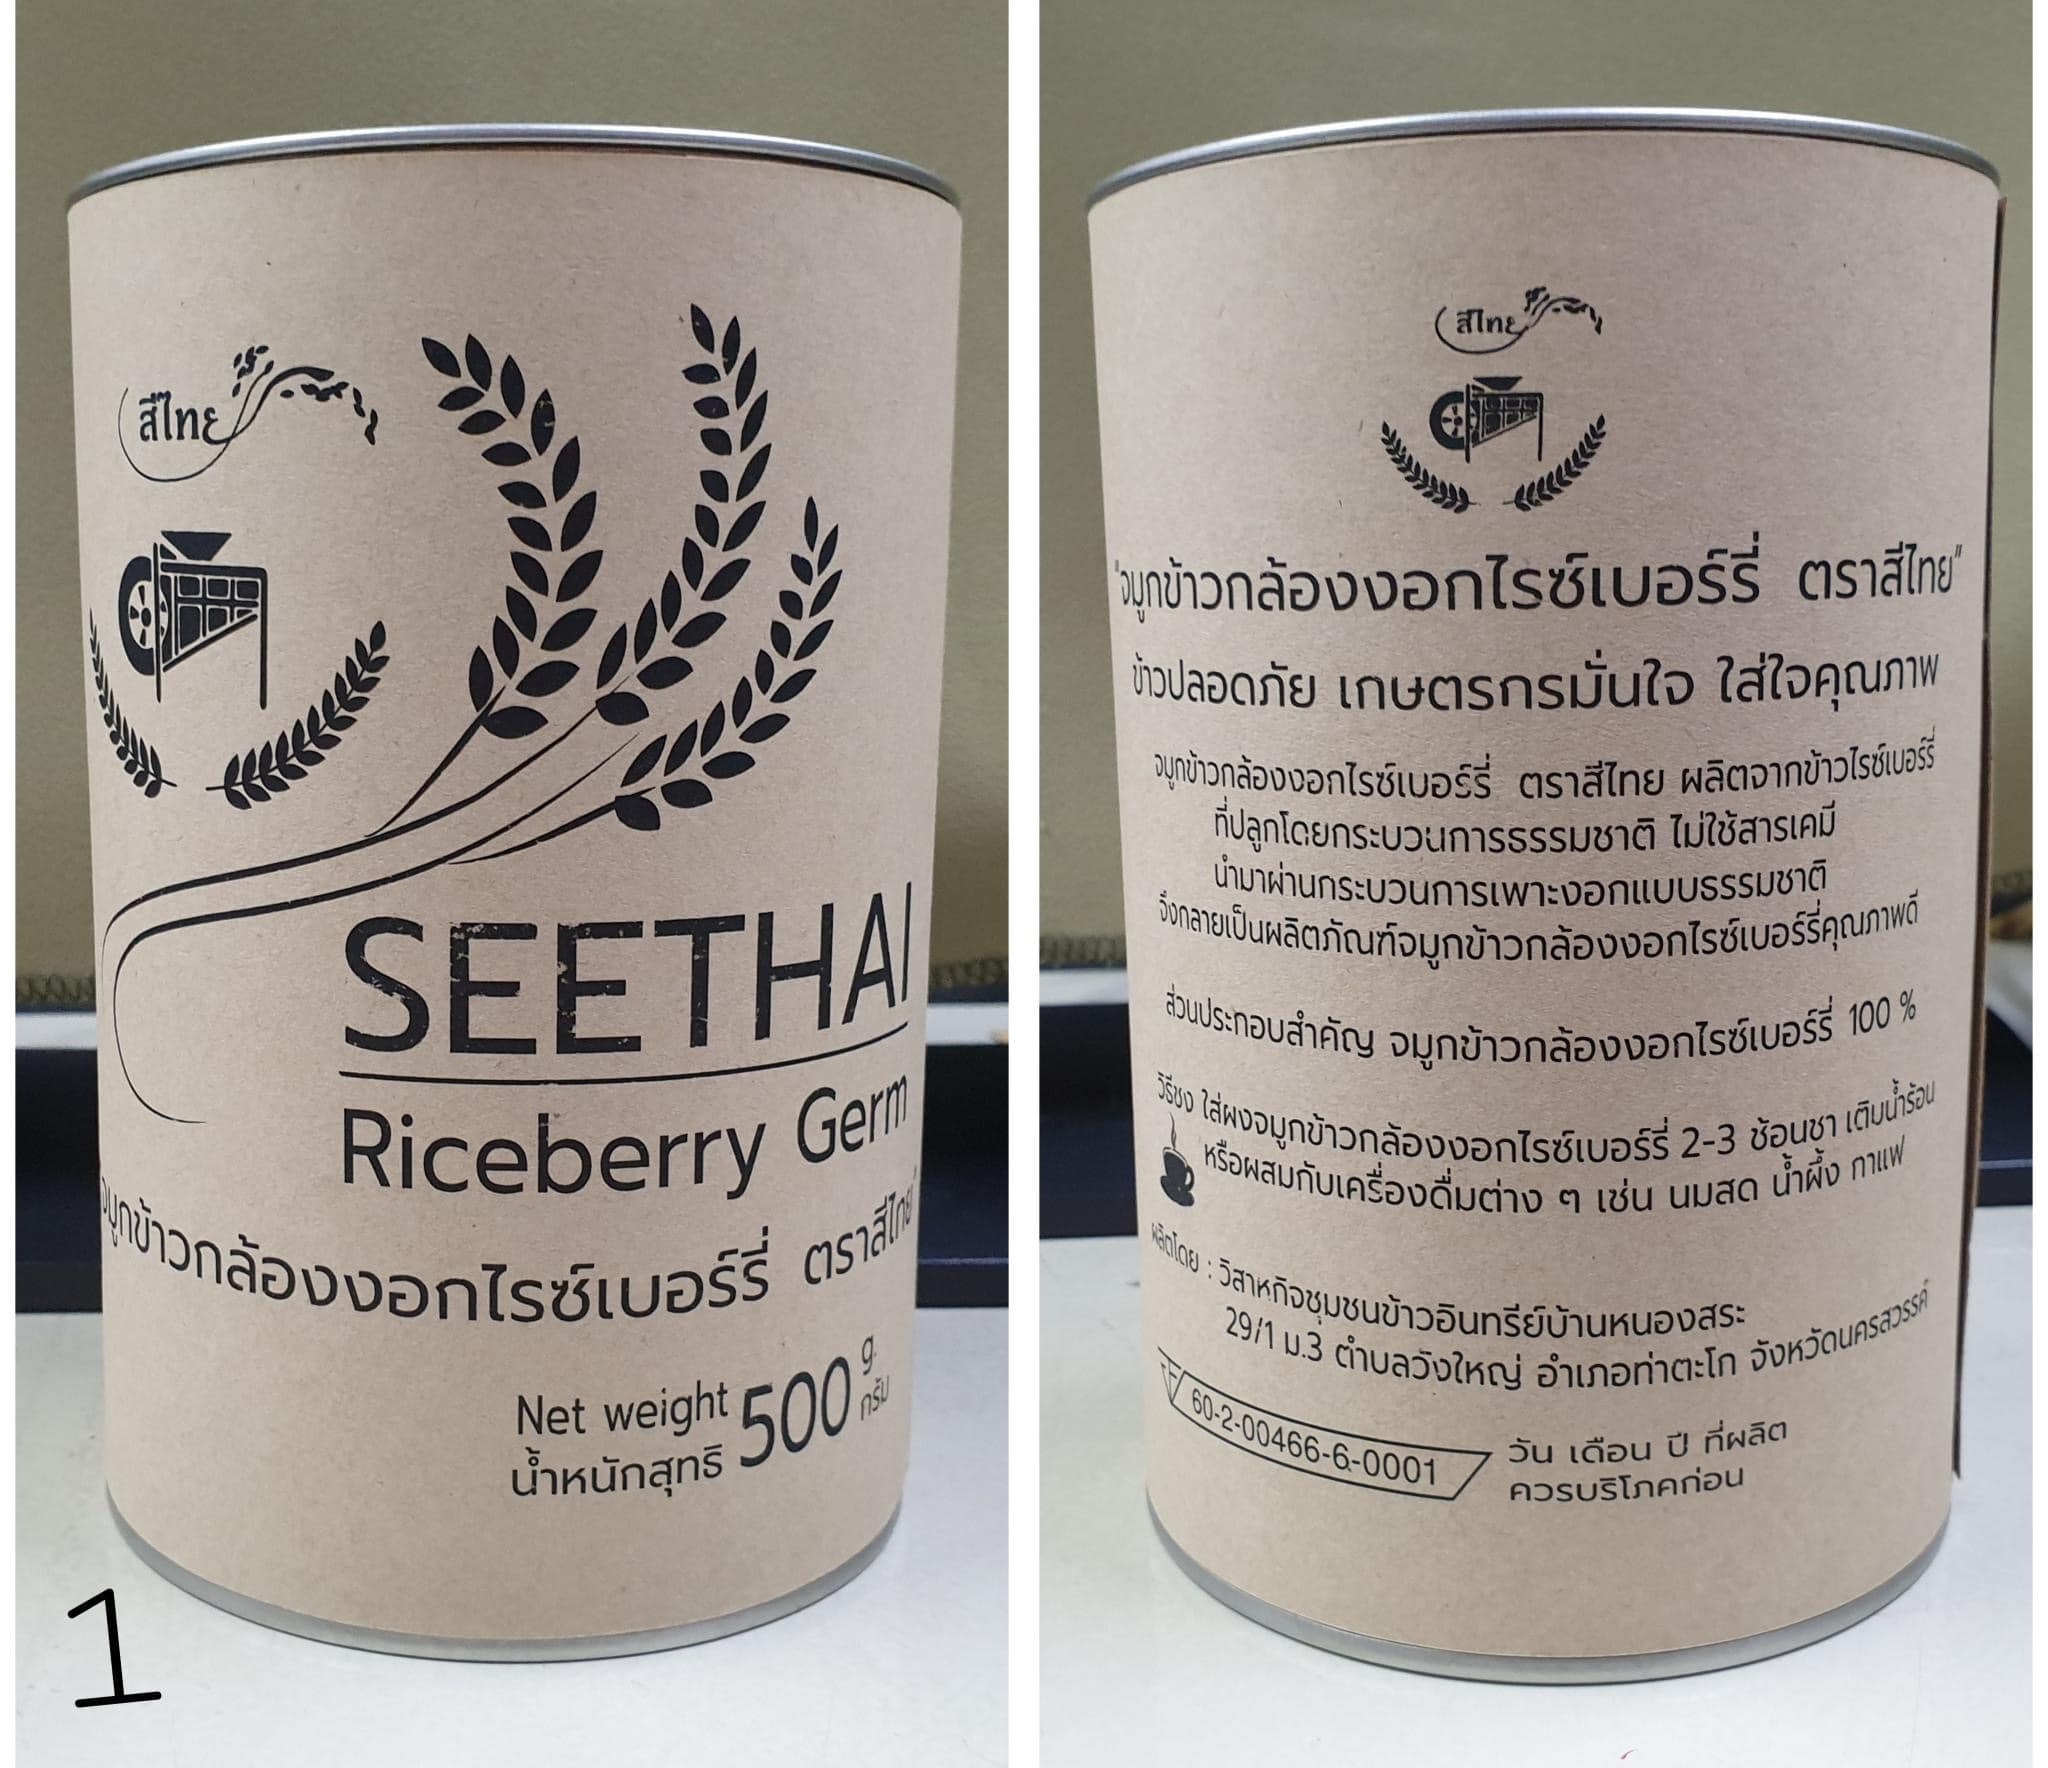 สีไทย
SEETHAI
Riceberry Germ
จมูกข้าวกล้องงอกไรซ์เบอร์รี่ ตราสีไทย"
Net weight 500 g.
น้ำหนักสุทธิ กรัม
1
สีไทย
"จมูกข้าวกล้องงอกไรซ์เบอร์รี่ ตราสีไทย"
ข้าวปลอดภัย เกษตรกรมั่นใจ ใส่ใจคุณภาพ
จมูกข้าวกล้องงอกไรซ์เบอร์รี่ ตราสีไทย ผลิตจากข้าวไรซ์เบอร์รี่
ที่ปลูกโดยกระบวนการธรรมชาติ ไม่ใช้สารเคมี
นำมาผ่านกระบวนการเพาะงอกแบบธรรมชาติ
จึงกลายเป็นผลิตภัณฑ์จมูกข้าวกล้องงอกไรซ์เบอร์รี่คุณภาพดี
ส่วนประกอบสำคัญ จมูกข้าวกล้องงอกไรซ์เบอร์รี่ 100 %
วิธีชง ใส่ผงจมูกข้าวกล้องงอกไรซ์เบอร์รี่ 2-3 ช้อนชา เติมน้ำร้อน
หรือผสมกับเครื่องดื่มต่าง ๆ เช่น นมสด น้ำผึ้ง กาแฟ
ผลิตโดย : วิสาหกิจชุมชนข้าวอินทรีย์บ้านหนองสระ
29/1 ม.3 ตำบลวังใหญ่ อำเภอท่าตะโก จังหวัดนครสวรรค์
60-2-00466-6-0001
วัน เดือน ปี ที่ผลิต
ควรบริโภคก่อน